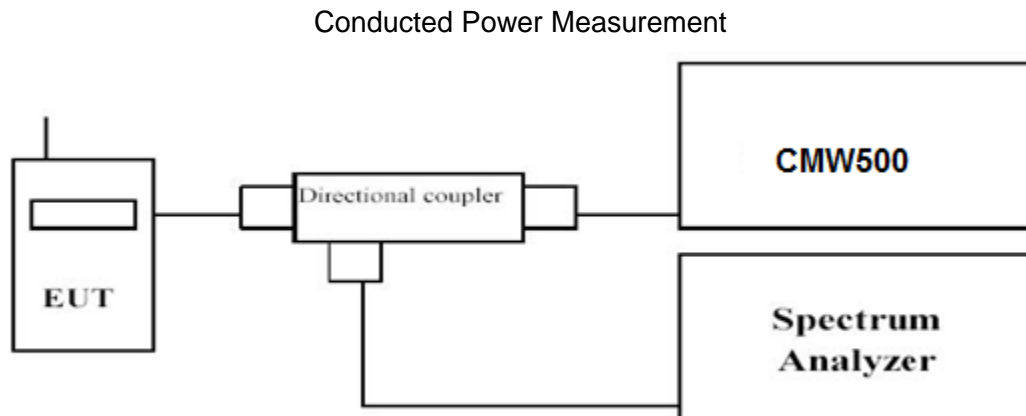 Conducted Power Measurement
Directional coupler
CMW500
EUT
Spectrum
Analyzer